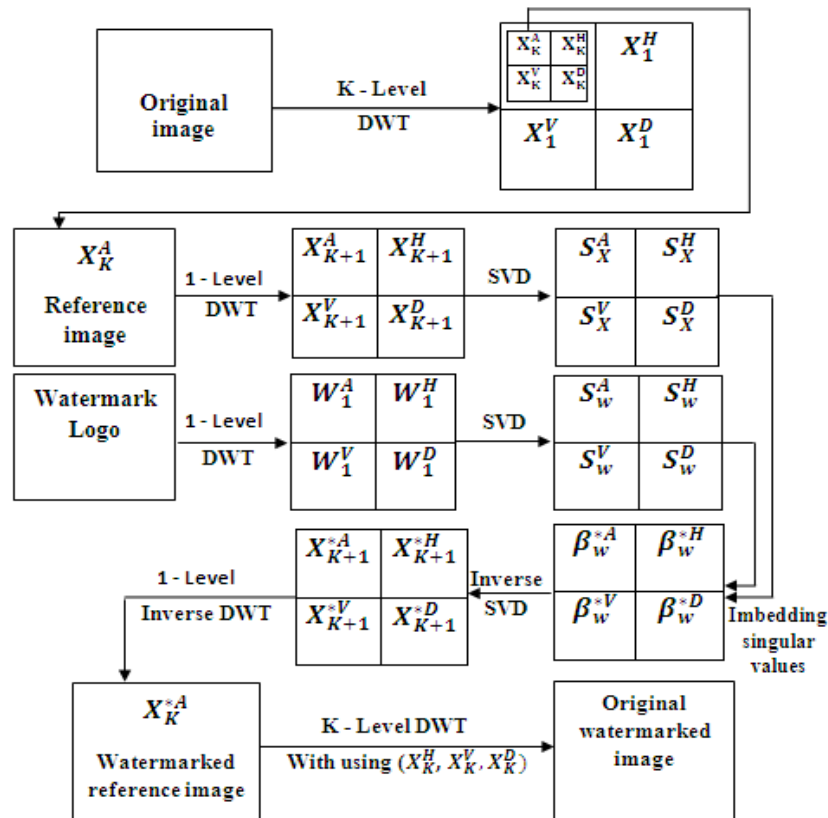 Original
image
K - Level
DWT
X_K^A X_K^H
X_K^V X_K^D
X_1^H
X_1^V X_1^D
X_K^A
Reference
image
1 - Level
DWT
X_{K+1}^A X_{K+1}^H
X_{K+1}^V X_{K+1}^D
SVD
S_X^A S_X^H
S_X^V S_X^D
Watermark
Logo
1 - Level
DWT
W_1^A W_1^H
W_1^V W_1^D
SVD
S_w^A S_w^H
S_w^V S_w^D
β_w^{*A} β_w^{*H}
β_w^{*V} β_w^{*D}
Imbedding
singular
values
Inverse
SVD
X_{K+1}^{*A} X_{K+1}^{*H}
X_{K+1}^{*V} X_{K+1}^{*D}
1 - Level
Inverse DWT
X_K^{*A}
Watermarked
reference image
K - Level DWT
With using (X_K^H, X_K^V, X_K^D)
Original
watermarked
image